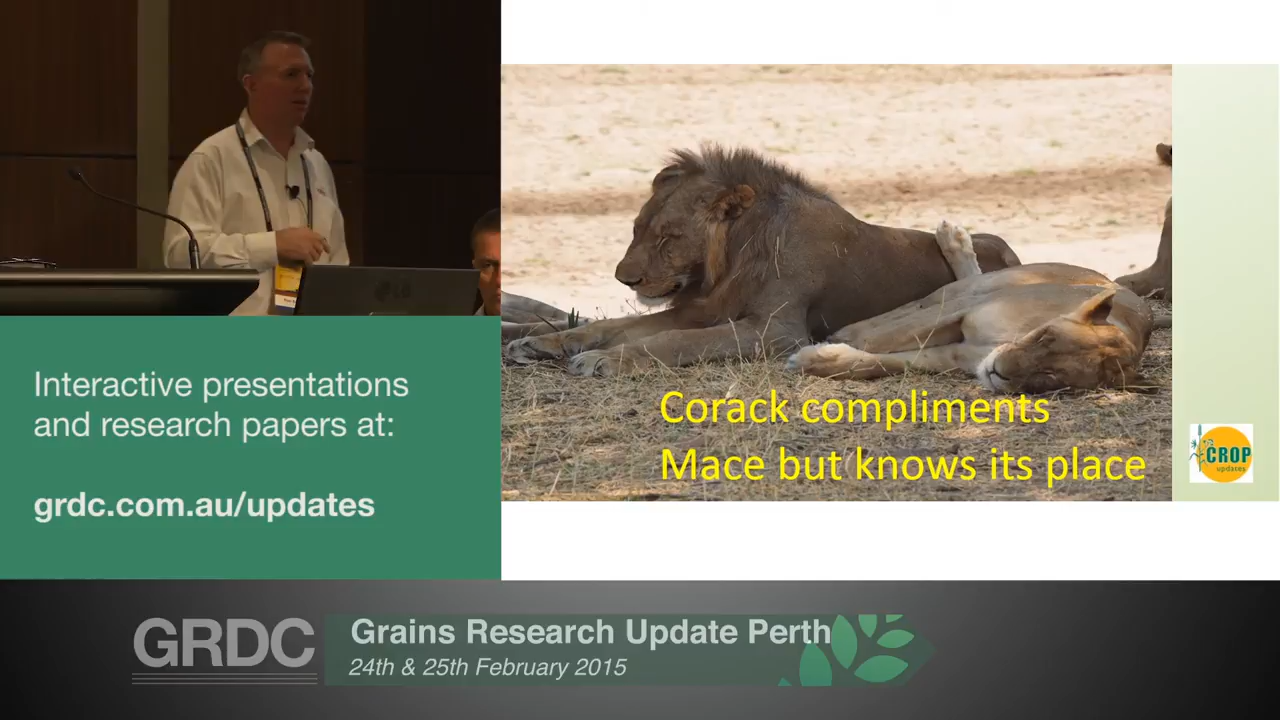 Interactive presentations
and research papers at:
grdc.com.au/updates
Corack compliments
Mace but knows its place
CROP
updates
LG
GRDC
Grains Research Update Perth
24th & 25th February 2015